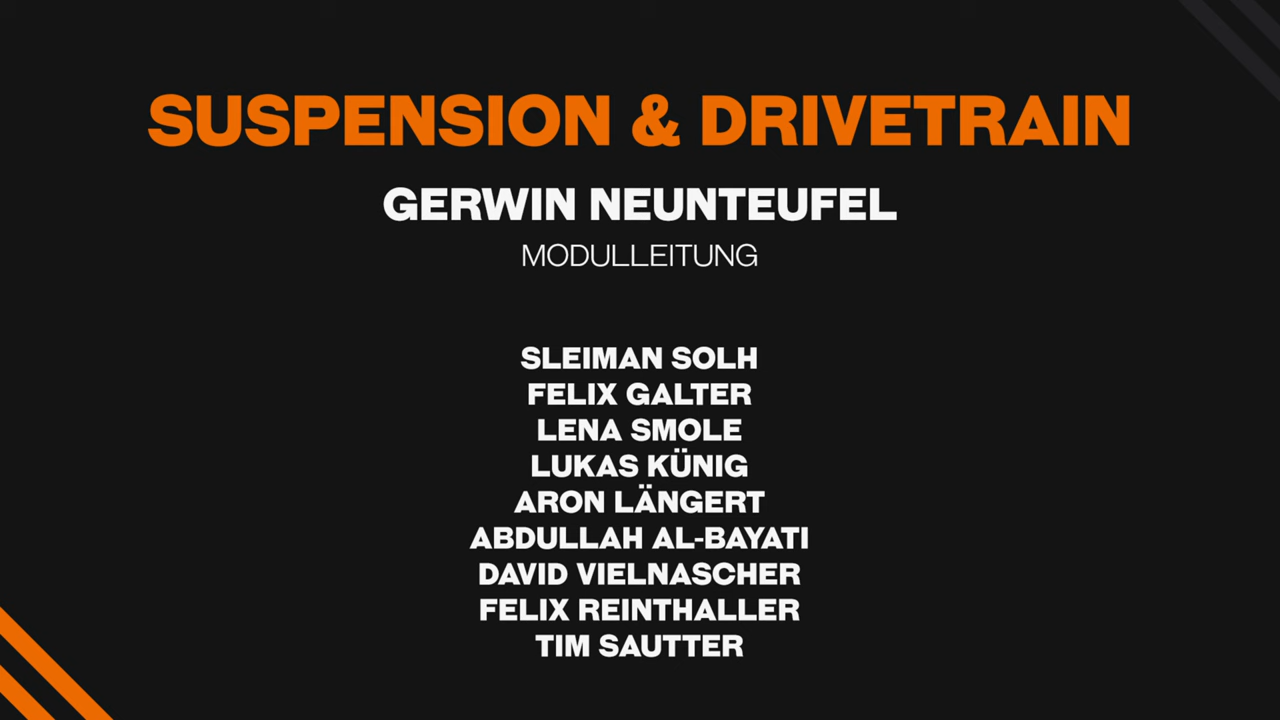 SUSPENSION & DRIVETRAIN
GERWIN NEUNTEUFEL
MODULLEITUNG
SLEIMAN SOLH
FELIX GALTER
LENA SMOLE
LUKAS KÜNIG
ARON LÄNGERT
ABDULLAH AL-BAYATI
DAVID VIELNASCHER
FELIX REINTHALLER
TIM SAUTTER